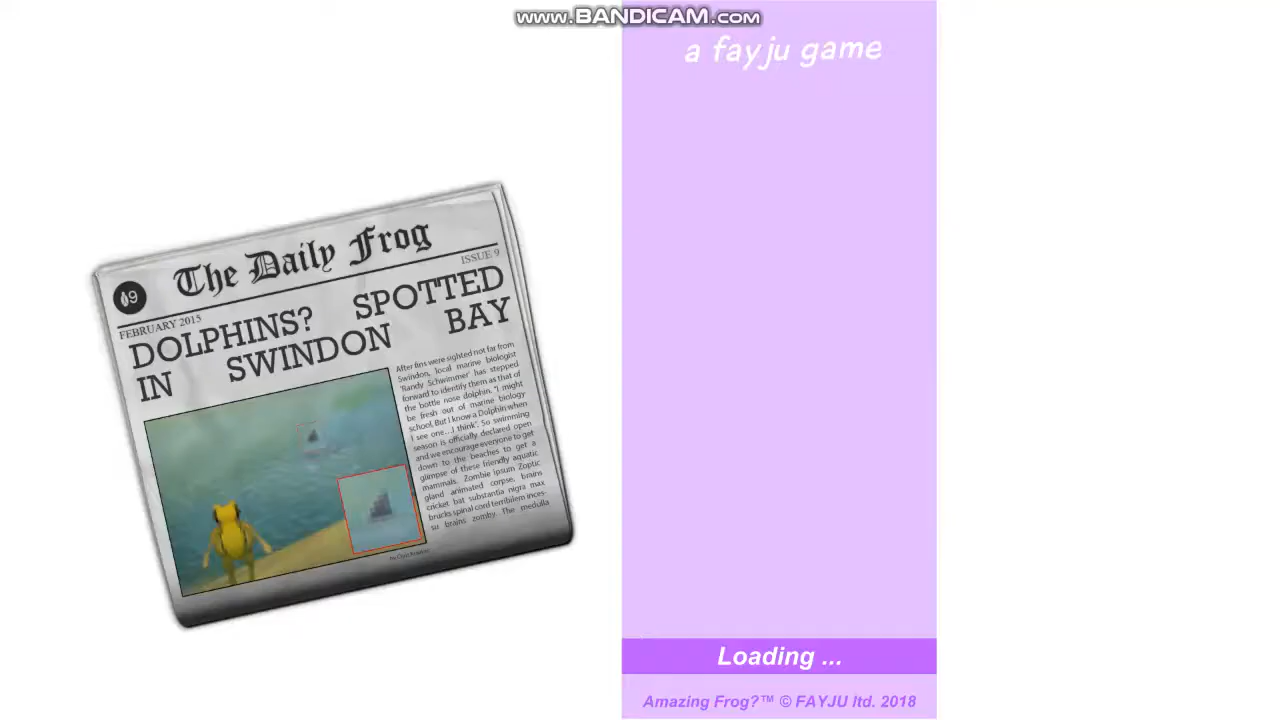 www.BANDICAM.com
a fayju game
The Daily Frog
9
ISSUE 9
FEBRUARY 2015
DOLPHINS? SPOTTED
IN SWINDON BAY
After fins were sighted not far from
Swindon, local marine biologist
'Randy Schwimmer' has stepped
forward to identify them as that of
the bottle nose dolphin. "I might
be fresh out of marine biology
school, But I know a Dolphin when
I see one...I think". So swimming
season is officially declared open
and we encourage everyone to get
down to the beaches to get a
glimpse of these friendly aquatic
mammals. Zombie ipsum Zoptic
gland animated corpse, brains
cricket bat substantia nigra max
brucks spinal cord terribilem inces-
su brains zomby. The medulla
Loading ...
Amazing Frog?™ © FAYJU ltd. 2018